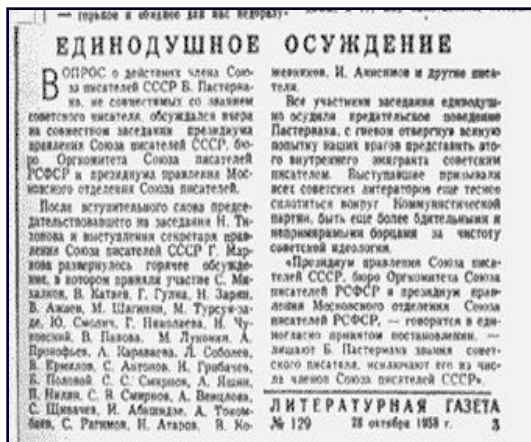 — горькое и обидное для нас недоразу-
ЕДИНОДУШНОЕ ОСУЖДЕНИЕ
ВОПРОС о действиях члена Сою-
за писателей СССР Б. Пастерна-
ка, не совместимых со званием
советского писателя, обсуждался вчера
на совместном заседании президиума
правления Союза писателей СССР, бю-
ро Оргкомитета Союза писателей
РСФСР и президиума правления Мос-
ковского отделения Союза писателей.
После вступительного слова предсе-
дательствовавшего на заседании Н. Ти-
хонова и выступления секретаря прав-
ления Союза писателей СССР Г. Мар-
кова развернулось горячее обсужде-
ние, в котором приняли участие С. Ми-
халков, В. Катаев, Г. Гулиа, Н. Зарян,
В. Ажаев, М. Шагинян, М. Турсун-за-
де, Ю. Смолич, Г. Николаева, Н. Чу-
ковский, В. Панова, М. Луконин, А.
Прокофьев, А. Караваева, Л. Соболев,
В. Ермилов, С. Антонов, Н. Грибачев,
Б. Полевой, С. С. Смирнов, А. Яшин,
П. Нилин, С. В. Смирнов, А. Венцлова,
С. Щипачев, И. Абашидзе, А. Током-
баев, С. Рагимов, Н. Атаров, В. Ко-
жевников, И. Анисимов и другие писа-
тели.
Все участники заседания единодуш-
но осудили предательское поведение
Пастернака, с гневом отвергнув всякую
попытку наших врагов представить это-
го внутреннего эмигранта советским
писателем. Выступавшие призывали
всех советских литераторов еще теснее
сплотиться вокруг Коммунистической
партии, быть еще более бдительными и
непримиримыми борцами за чистоту
советской идеологии.
«Президиум правления Союза писа-
телей СССР, бюро Оргкомитета Союза
писателей РСФСР и президиум прав-
ления Московского отделения Союза
писателей РСФСР, — говорится в еди-
ногласно принятом постановлении, —
лишают Б. Пастернака звания совет-
ского писателя, исключают его из чис-
ла членов Союза писателей СССР».
ЛИТЕРАТУРНАЯ ГАЗЕТА
№ 129 28 октября 1958 г. 3